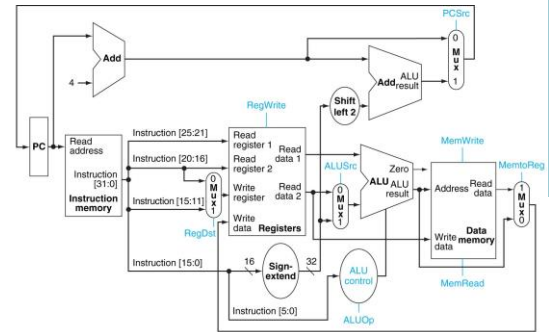 PCSrc
Add
4
Add ALU
result
0
M
u
x
1
Shift
left 2
PC
Read
address
Instruction
[31:0]
Instruction
memory
Instruction [25:21]
Instruction [20:16]
Instruction [15:11]
Instruction [15:0]
Instruction [5:0]
0
M
u
x
1
RegDst
RegWrite
Read
register 1
Read
register 2
Write
register
Write
data
Read
data 1
Read
data 2
Registers
16
Sign-
extend
32
ALUSrc
0
M
u
x
1
Zero
ALU ALU
result
ALU
control
ALUOp
MemWrite
Address
Read
data
Write
data
Data
memory
MemRead
MemtoReg
1
M
u
x
0